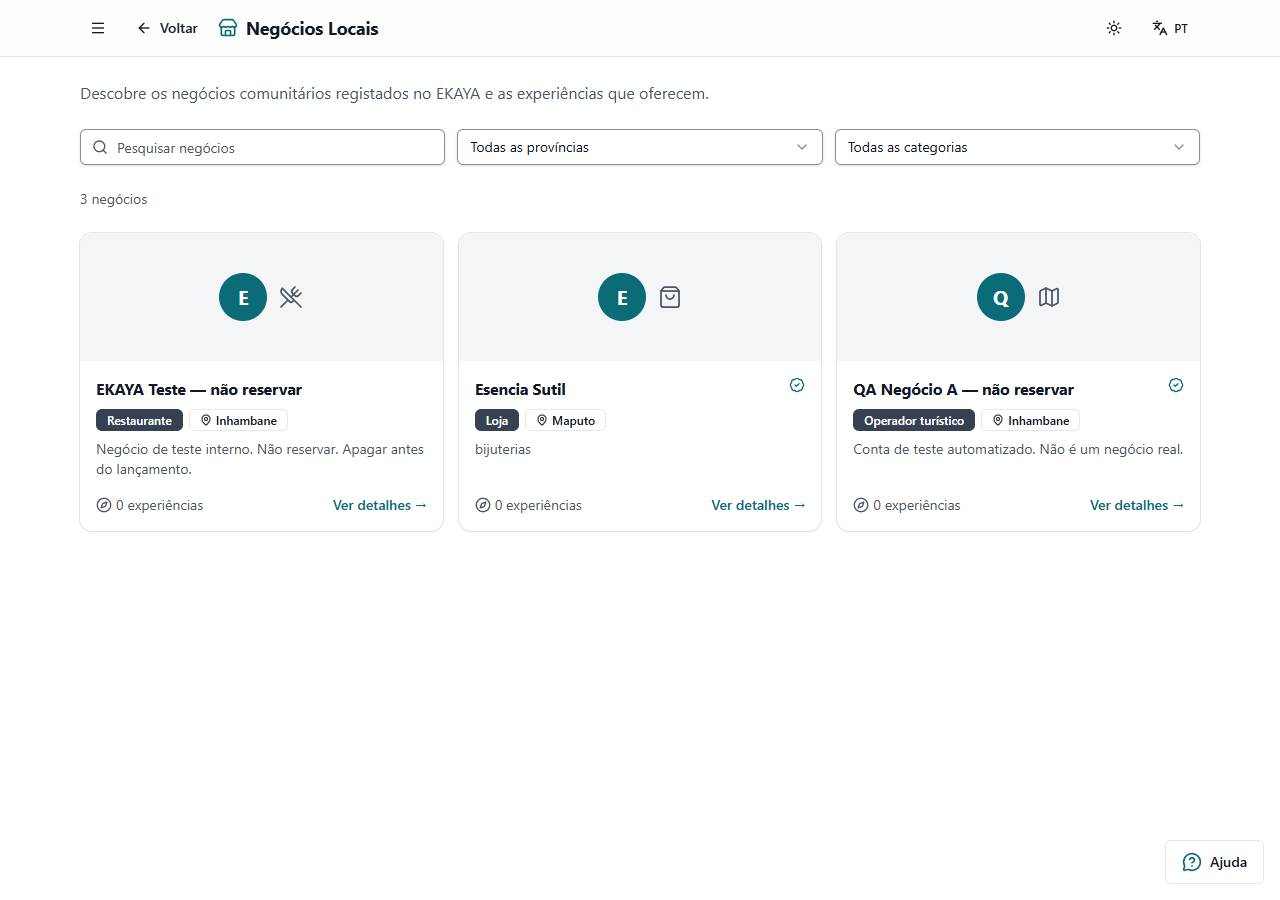 Voltar
Negócios Locais
PT
Descobre os negócios comunitários registados no EKAYA e as experiências que oferecem.
Pesquisar negócios
Todas as províncias
Todas as categorias
3 negócios
E
EKAYA Teste — não reservar
Restaurante
Inhambane
Negócio de teste interno. Não reservar. Apagar antes
do lançamento.
0 experiências
Ver detalhes →
E
Esencia Sutil
Loja
Maputo
bijuterias
0 experiências
Ver detalhes →
Q
QA Negócio A — não reservar
Operador turístico
Inhambane
Conta de teste automatizado. Não é um negócio real.
0 experiências
Ver detalhes →
Ajuda